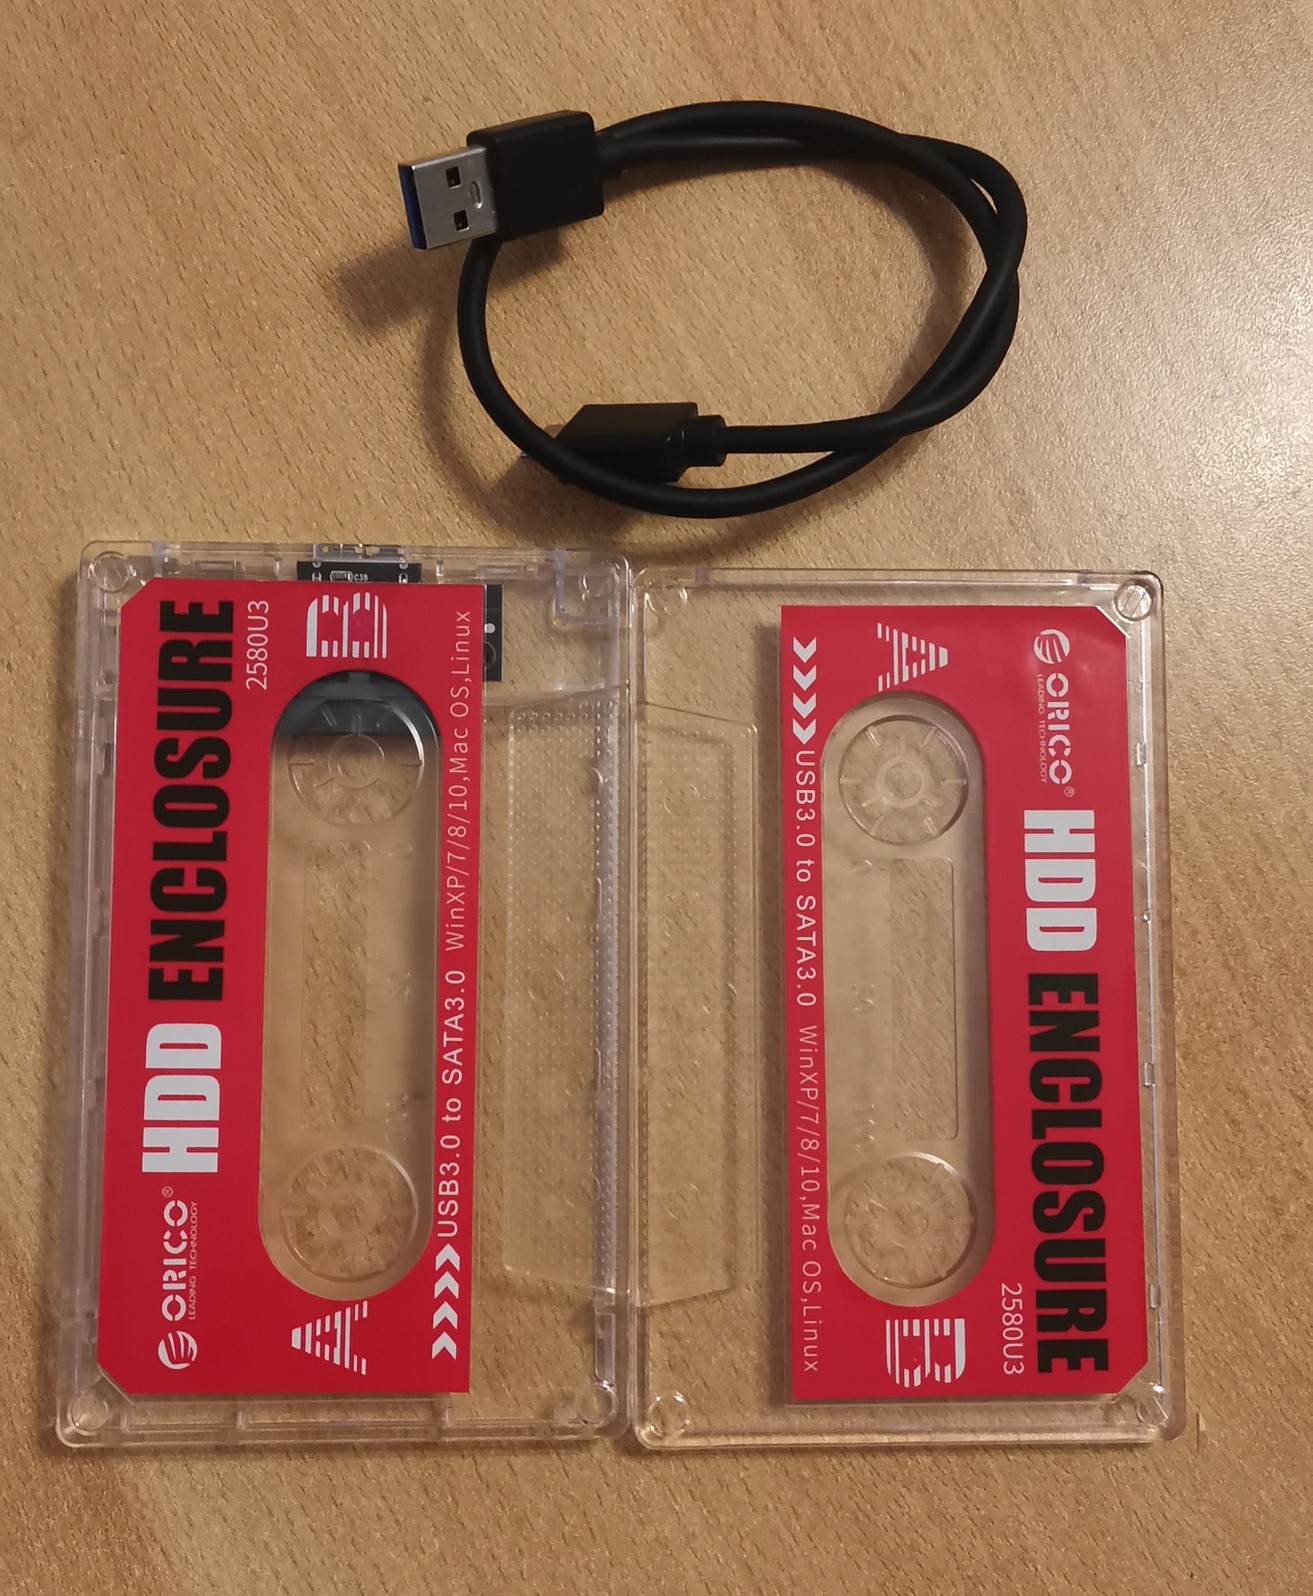 B
HDD ENCLOSURE
2580U3
ORICO®
LEADING TECHNOLOGY
USB3.0 to SATA3.0 WinXP/7/8/10,Mac OS,Linux
A
C38
A
ORICO®
LEADING TECHNOLOGY
HDD ENCLOSURE
2580U3
USB3.0 to SATA3.0 WinXP/7/8/10,Mac OS,Linux
B